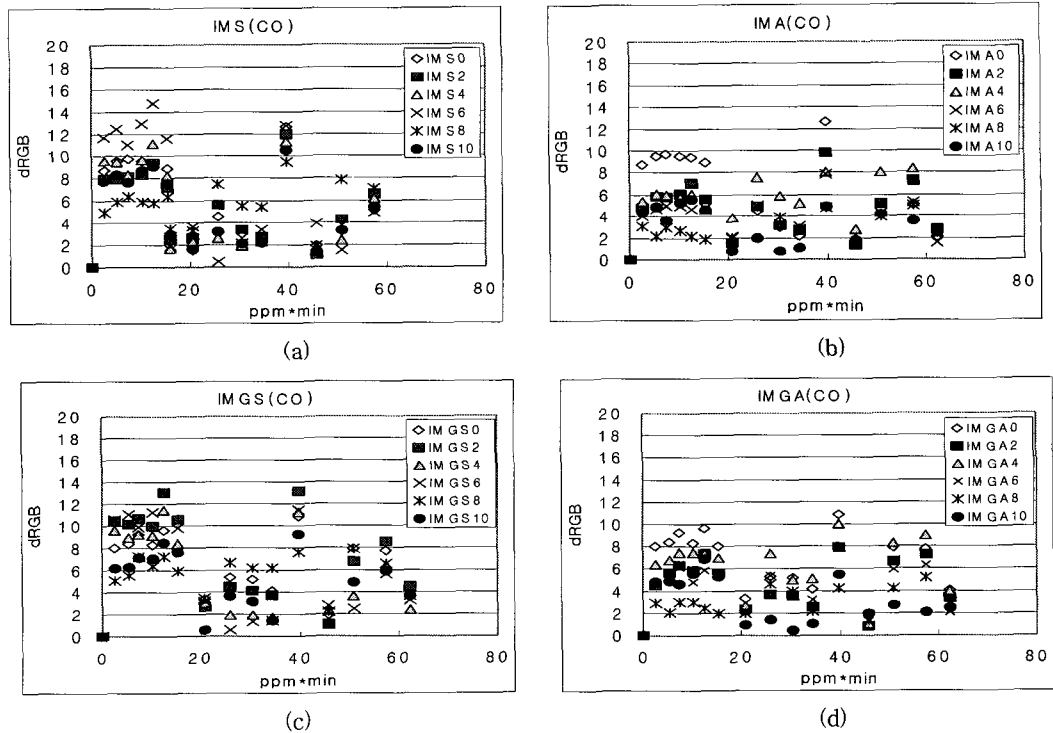 IMS(CO)
20
18
16
14
12
10
8
6
4
2
0
dRGB
0 20 40 60 80
ppm*min
IMS0
IMS2
IMS4
IMS6
IMS8
IMS10
(a)
IMA(CO)
20
18
16
14
12
10
8
6
4
2
0
dRGB
0 20 40 60 80
ppm*min
IMA0
IMA2
IMA4
IMA6
IMA8
IMA10
(b)
IMGS(CO)
20
18
16
14
12
10
8
6
4
2
0
dRGB
0 20 40 60 80
ppm*min
IMGS0
IMGS2
IMGS4
IMGS6
IMGS8
IMGS10
(c)
IMGA(CO)
20
18
16
14
12
10
8
6
4
2
0
dRGB
0 20 40 60 80
ppm*min
IMGA0
IMGA2
IMGA4
IMGA6
IMGA8
IMGA10
(d)